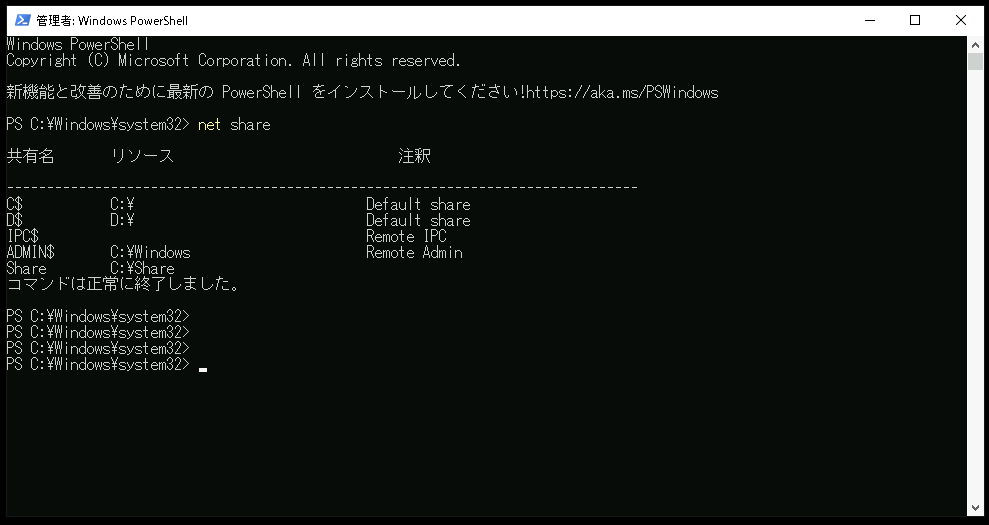 管理者: Windows PowerShell
Windows PowerShell
Copyright (C) Microsoft Corporation. All rights reserved.
新機能と改善のために最新の PowerShell をインストールしてください!https://aka.ms/PSWindows
PS C:¥Windows¥system32> net share
共有名 リソース 注釈
-------------------------------------------------------------------------------
C$ C:¥ Default share
D$ D:¥ Default share
IPC$ Remote IPC
ADMIN$ C:¥Windows Remote Admin
Share C:¥Share
コマンドは正常に終了しました。
PS C:¥Windows¥system32>
PS C:¥Windows¥system32>
PS C:¥Windows¥system32>
PS C:¥Windows¥system32>